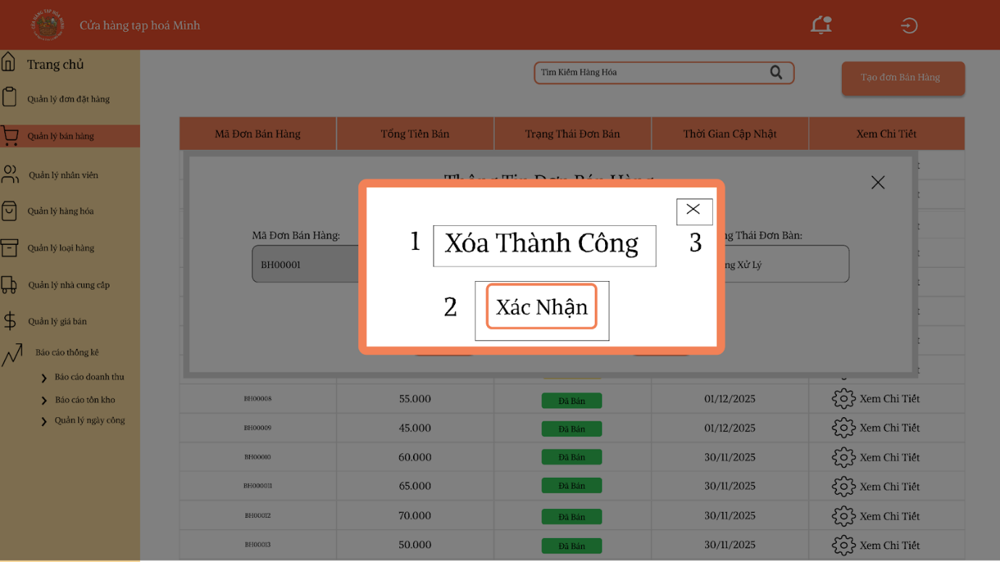 CỬA HÀNG TẠP HÓA MINH
Cửa hàng tạp hoá Minh
Trang chủ
Quản lý đơn đặt hàng
Quản lý bán hàng
Quản lý nhân viên
Quản lý hàng hóa
Quản lý loại hàng
Quản lý nhà cung cấp
Quản lý giá bán
Báo cáo thống kê
Báo cáo doanh thu
Báo cáo tồn kho
Quản lý ngày công
Tìm Kiếm Hàng Hóa
Tạo đơn Bán Hàng
Mã Đơn Bán Hàng Tổng Tiền Bán Trạng Thái Đơn Bán Thời Gian Cập Nhật Xem Chi Tiết
Thông Tin Đơn Bán Hàng
Mã Đơn Bán Hàng: Thái Đơn Bàn:
BH00001 Xử Lý
1 Xóa Thành Công 3
2 Xác Nhận
BH00008 55.000 Đã Bán 01/12/2025 Xem Chi Tiết
BH00009 45.000 Đã Bán 01/12/2025 Xem Chi Tiết
BH00010 60.000 Đã Bán 30/11/2025 Xem Chi Tiết
BH000011 65.000 Đã Bán 30/11/2025 Xem Chi Tiết
BH00012 70.000 Đã Bán 30/11/2025 Xem Chi Tiết
BH00013 50.000 Đã Bán 30/11/2025 Xem Chi Tiết